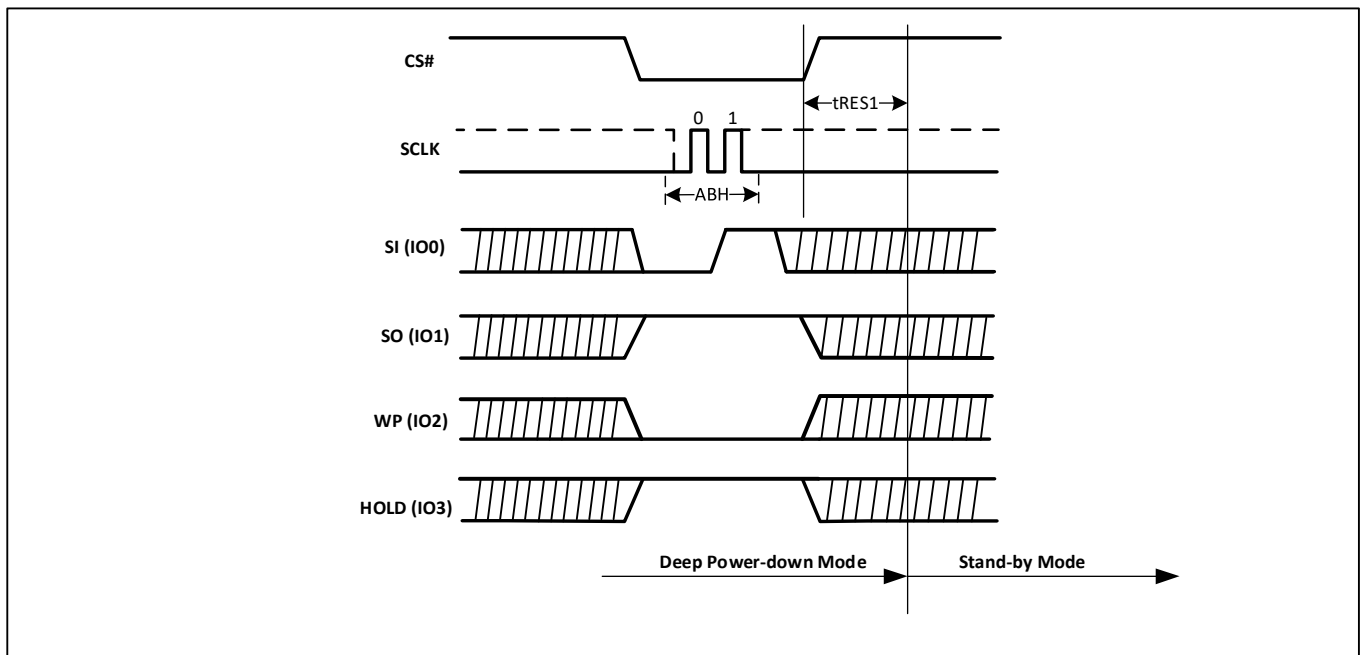 CS#
tRES1
0 1
SCLK
ABH
SI (IO0)
SO (IO1)
WP (IO2)
HOLD (IO3)
Deep Power-down Mode Stand-by Mode